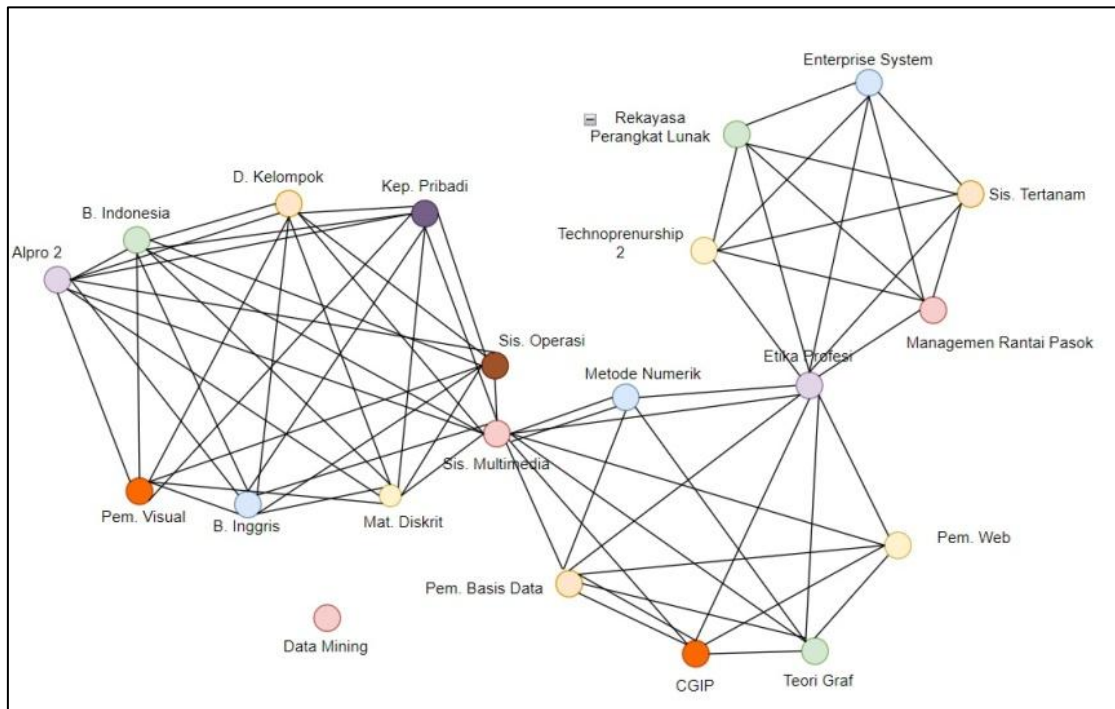 Enterprise System
Rekayasa
Perangkat Lunak
D. Kelompok
Kep. Pribadi
Sis. Tertanam
B. Indonesia
Technoprenurship
2
Alpro 2
Sis. Operasi
Managemen Rantai Pasok
Etika Profesi
Metode Numerik
Sis. Multimedia
Pem. Visual
B. Inggris
Mat. Diskrit
Pem. Web
Pem. Basis Data
Data Mining
CGIP
Teori Graf